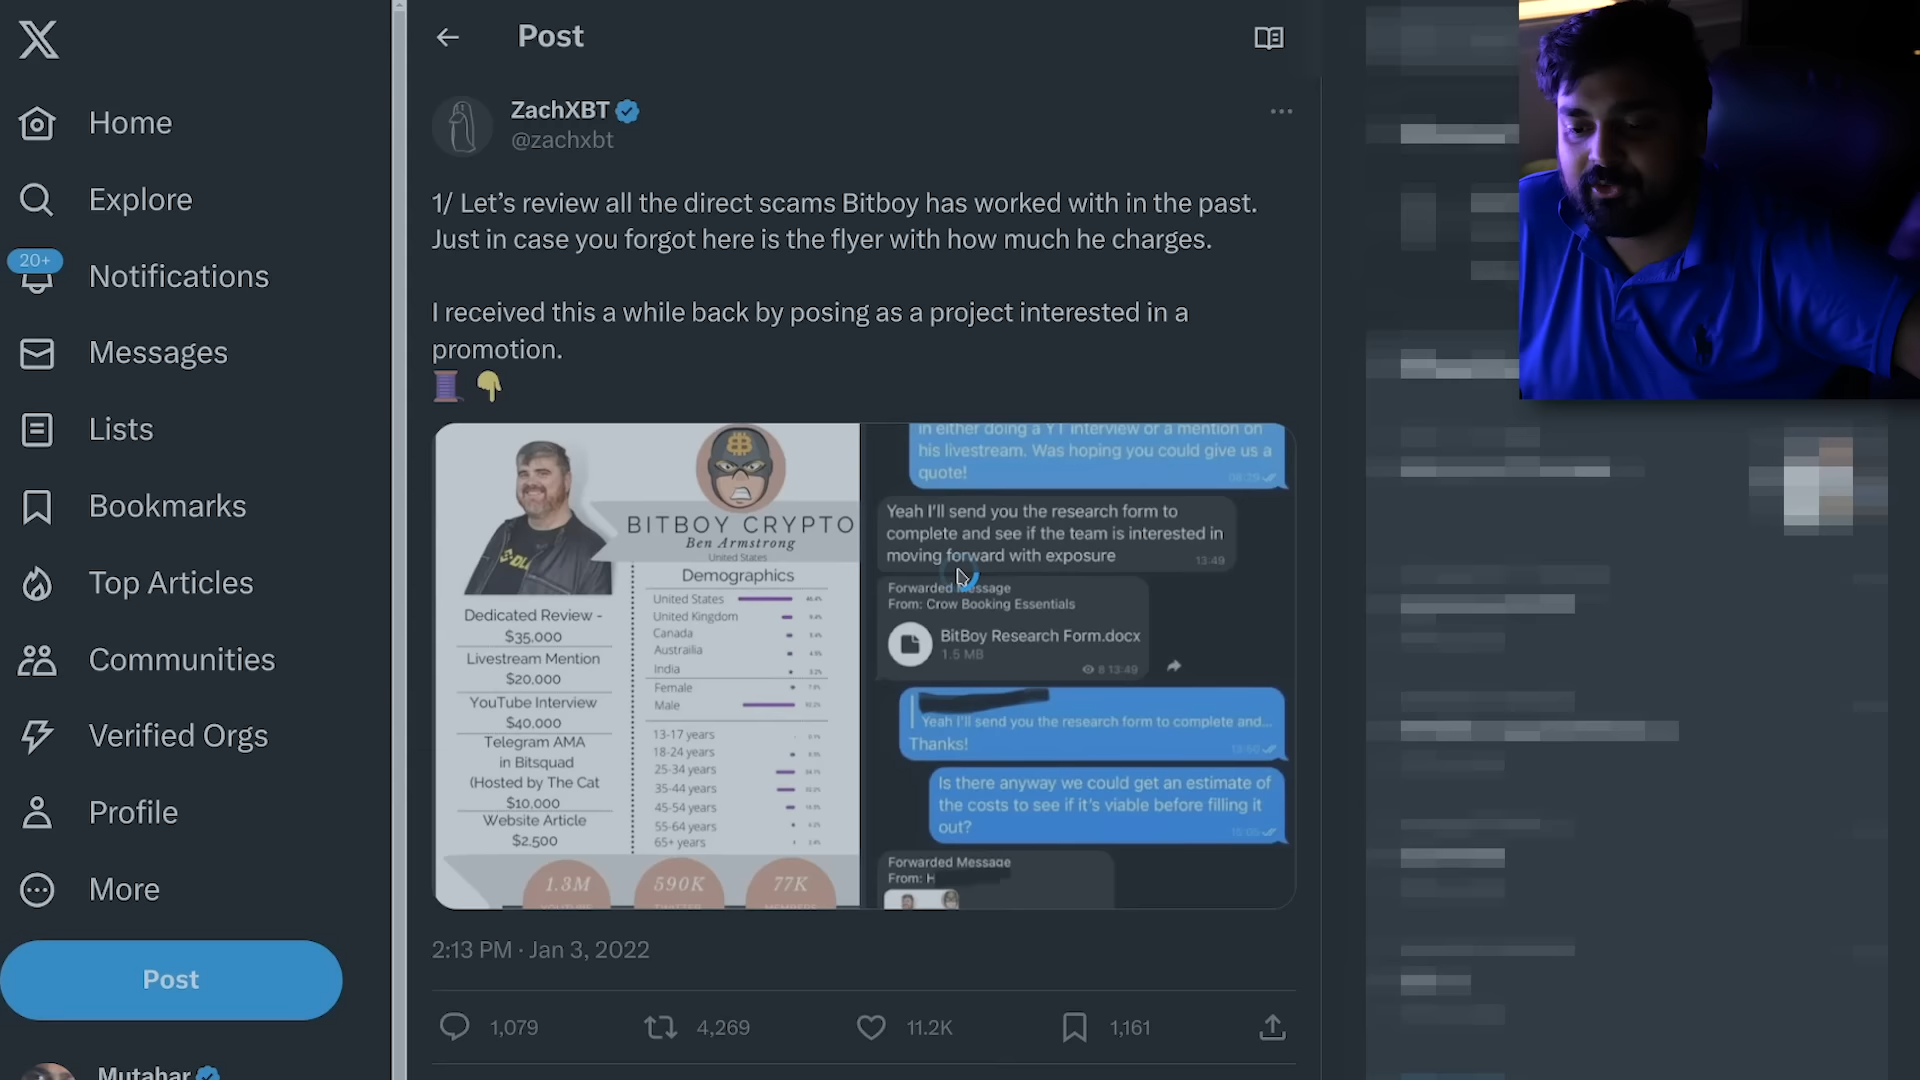 Home
Explore
20+
Notifications
Messages
Lists
Bookmarks
Top Articles
Communities
Verified Orgs
Profile
More
Post
Mutahar
Post
ZachXBT
@zachxbt
1/ Let's review all the direct scams Bitboy has worked with in the past.
Just in case you forgot here is the flyer with how much he charges.
I received this a while back by posing as a project interested in a
promotion.
BITBOY CRYPTO
Ben Armstrong
United States
Dedicated Review -
$35,000
Livestream Mention
$20,000
YouTube Interview
$40,000
Telegram AMA
in Bitsquad
(Hosted by The Cat
$10,000
Website Article
$2,500
Demographics
United States
United Kingdom
Canada
Austrailia
India
Female
Male
13-17 years
18-24 years
25-34 years
35-44 years
45-54 years
55-64 years
65+ years
1.3M
590K
77K
in either doing a YT interview or a mention on
his livestream. Was hoping you could give us a
quote!
Yeah I'll send you the research form to
complete and see if the team is interested in
moving forward with exposure
13:49
Forwarded Message
From: Crow Booking Essentials
BitBoy Research Form.docx
1.5 MB
8 13:49
Yeah I'll send you the research form to complete and...
Thanks!
Is there anyway we could get an estimate of
the costs to see if it's viable before filling it
out?
Forwarded Message
From: H
2:13 PM · Jan 3, 2022
1,079
4,269
11.2K
1,161